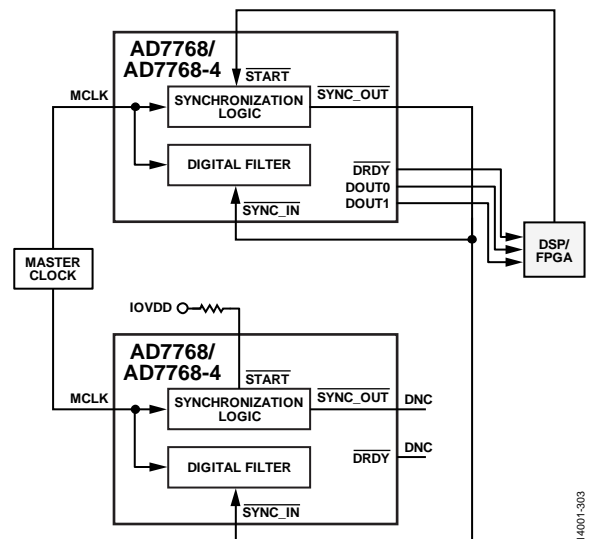 AD7768/
AD7768-4
START
MCLK
SYNCHRONIZATION
LOGIC
SYNC_OUT
DIGITAL FILTER
DRDY
DOUT0
DOUT1
SYNC_IN
DSP/
FPGA
MASTER
CLOCK
IOVDD
AD7768/
AD7768-4
START
MCLK
SYNCHRONIZATION
LOGIC
SYNC_OUT
DNC
DIGITAL FILTER
DRDY
DNC
SYNC_IN
14001-303